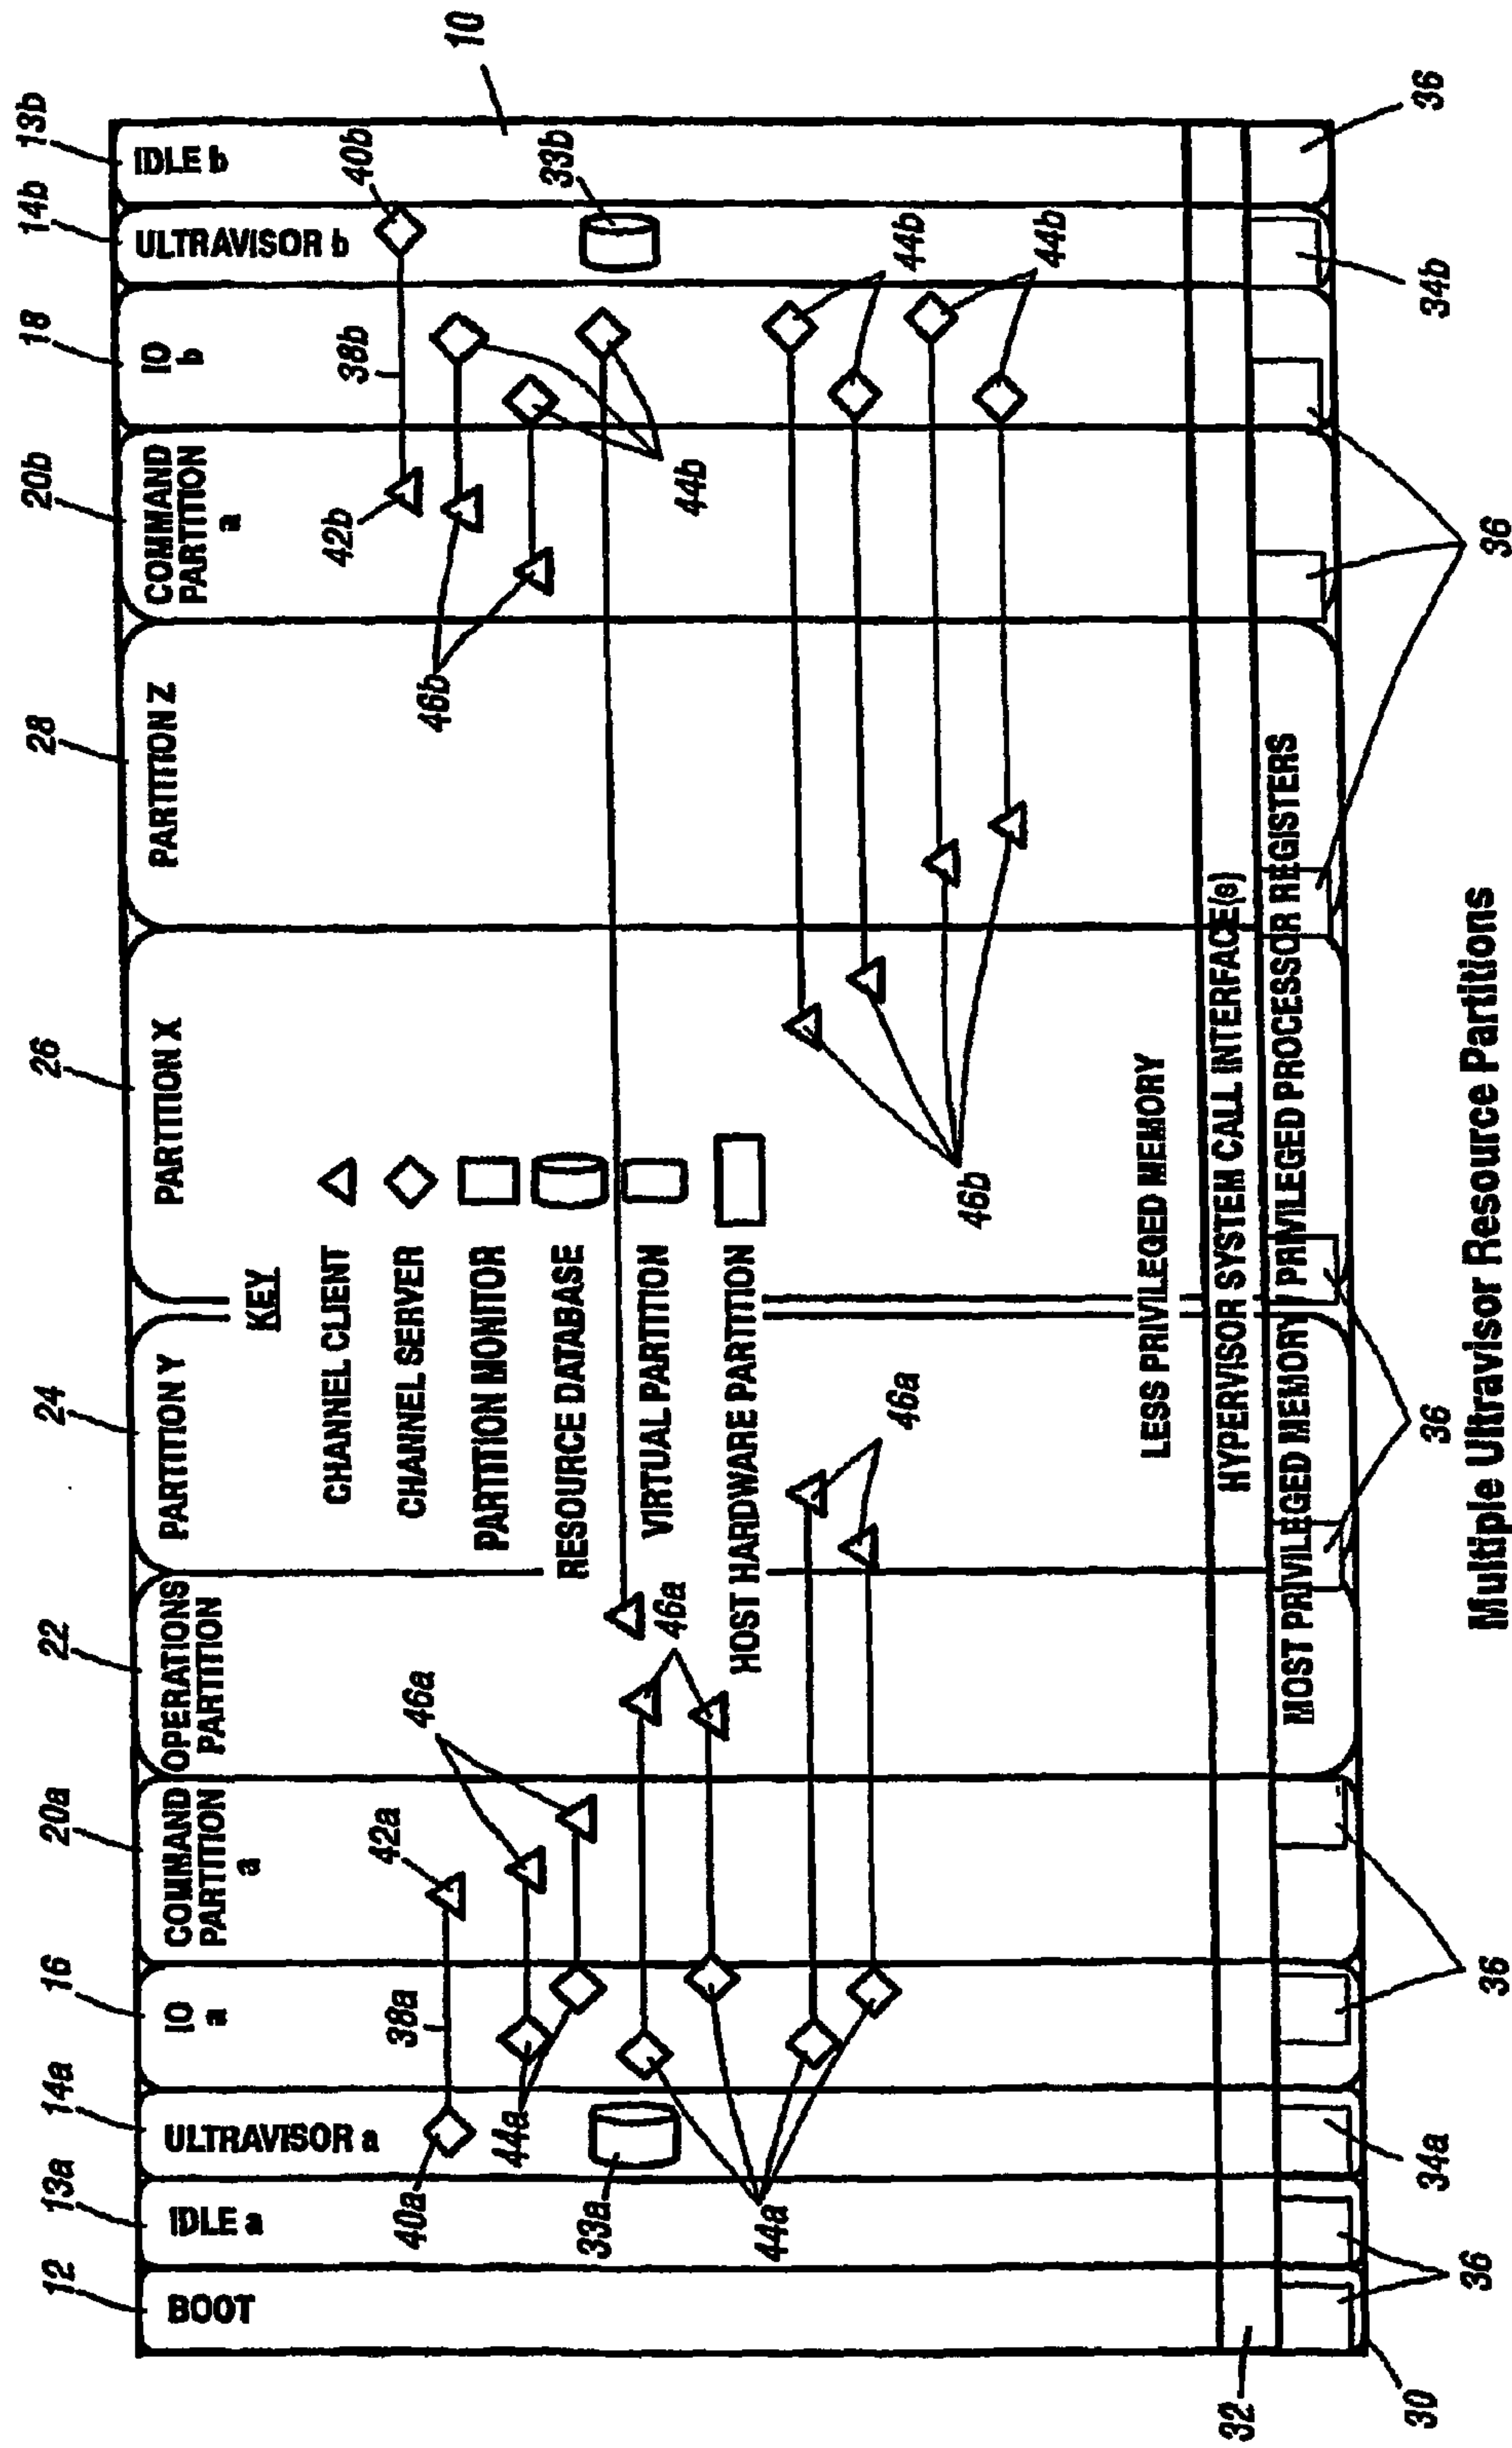 12
13a
14a
16
20a
22
24
26
28
20b
18
14b
13b
10
BOOT
IDLE a
ULTRAVISOR a
IO
a
COMMAND
PARTITION
a
OPERATIONS
PARTITION
PARTITION Y
PARTITION X
PARTITION Z
COMMAND
PARTITION
a
IO
b
ULTRAVISOR b
IDLE b
KEY
CHANNEL CLIENT
CHANNEL SERVER
PARTITION MONITOR
RESOURCE DATABASE
VIRTUAL PARTITION
HOST HARDWARE PARTITION
40a
38a
42a
46a
44a
33a
46a
44a
46a
42b
38b
40b
46b
44b
33b
44b
44b
46b
LESS PRIVILEGED MEMORY
32
HYPERVISOR SYSTEM CALL INTERFACE(s)
MOST PRIVILEGED MEMORY / PRIVILEGED PROCESSOR REGISTERS
30
36
34a
36
36
36
34b
36
Multiple Ultravisor Resource Partitions